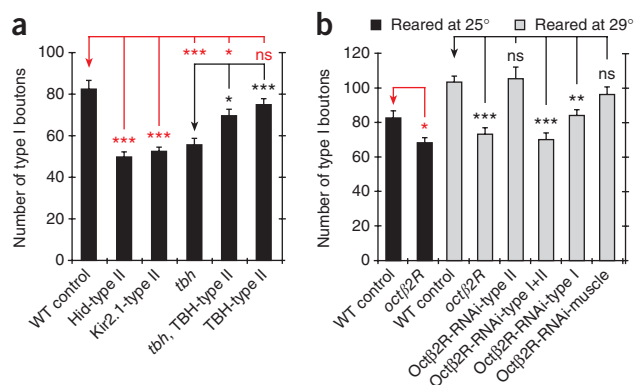 a
Number of type I boutons
100
80
60
40
20
0
*** * ns
* ***
*** *** 
WT control
Hid-type II
Kir2.1-type II
tbh
tbh, TBH-type II
TBH-type II
b
Reared at 25° Reared at 29°
Number of type I boutons
120
100
80
60
40
20
0
ns ns
*** *** **
*
WT control
octβ2R
WT control
octβ2R
Octβ2R-RNAi-type II
Octβ2R-RNAi-type I+II
Octβ2R-RNAi-type I
Octβ2R-RNAi-muscle